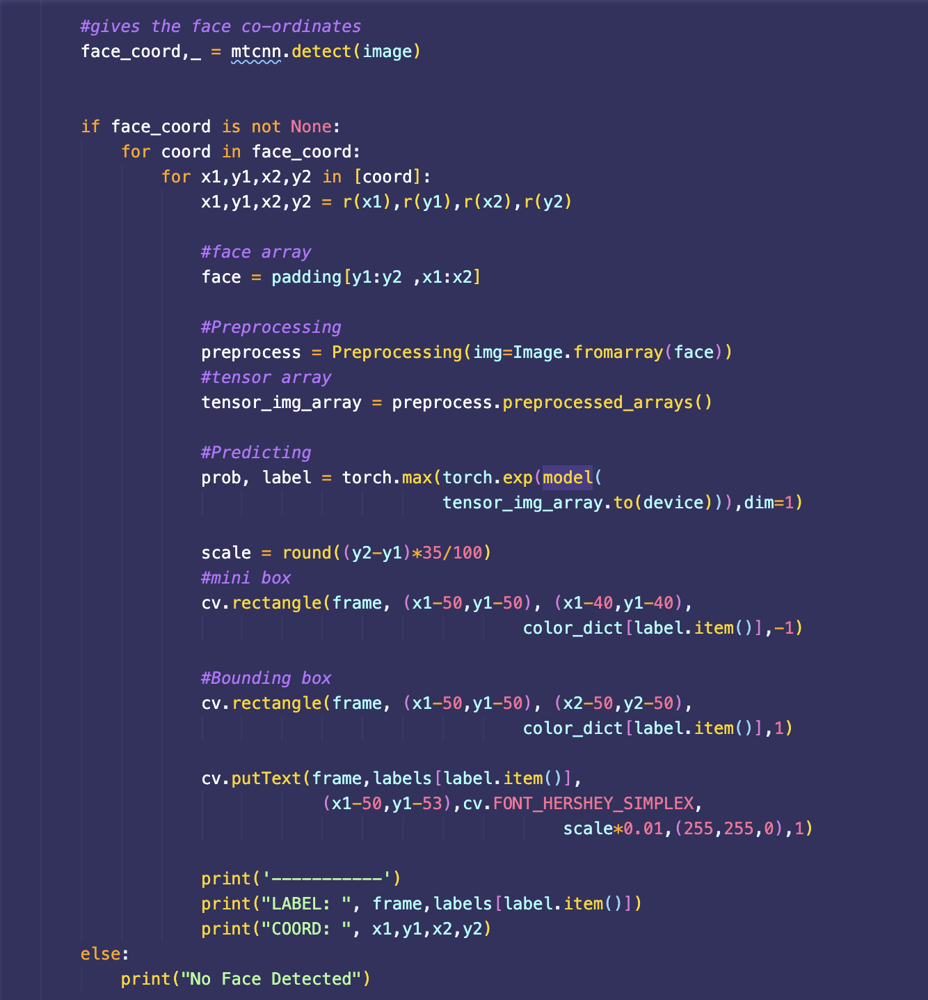 #gives the face co-ordinates
face_coord,_ = mtcnn.detect(image)
if face_coord is not None:
for coord in face_coord:
for x1,y1,x2,y2 in [coord]:
x1,y1,x2,y2 = r(x1),r(y1),r(x2),r(y2)
#face array
face = padding[y1:y2 ,x1:x2]
#Preprocessing
preprocess = Preprocessing(img=Image.fromarray(face))
#tensor array
tensor_img_array = preprocess.preprocessed_arrays()
#Predicting
prob, label = torch.max(torch.exp(model(
tensor_img_array.to(device))),dim=1)
scale = round((y2-y1)*35/100)
#mini box
cv.rectangle(frame, (x1-50,y1-50), (x1-40,y1-40),
color_dict[label.item()],-1)
#Bounding box
cv.rectangle(frame, (x1-50,y1-50), (x2-50,y2-50),
color_dict[label.item()],1)
cv.putText(frame,labels[label.item()],
(x1-50,y1-53),cv.FONT_HERSHEY_SIMPLEX,
scale*0.01,(255,255,0),1)
print('-----------')
print("LABEL: ", frame,labels[label.item()])
print("COORD: ", x1,y1,x2,y2)
else:
print("No Face Detected")